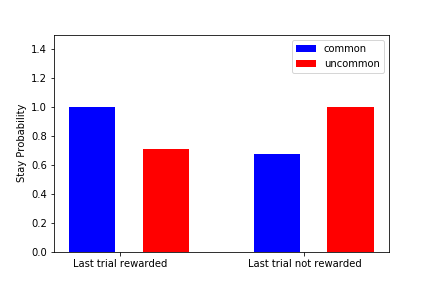 1.4
common
uncommon
1.2
1.0
0.8
0.6
0.4
0.2
0.0
Stay Probability
Last trial rewarded
Last trial not rewarded